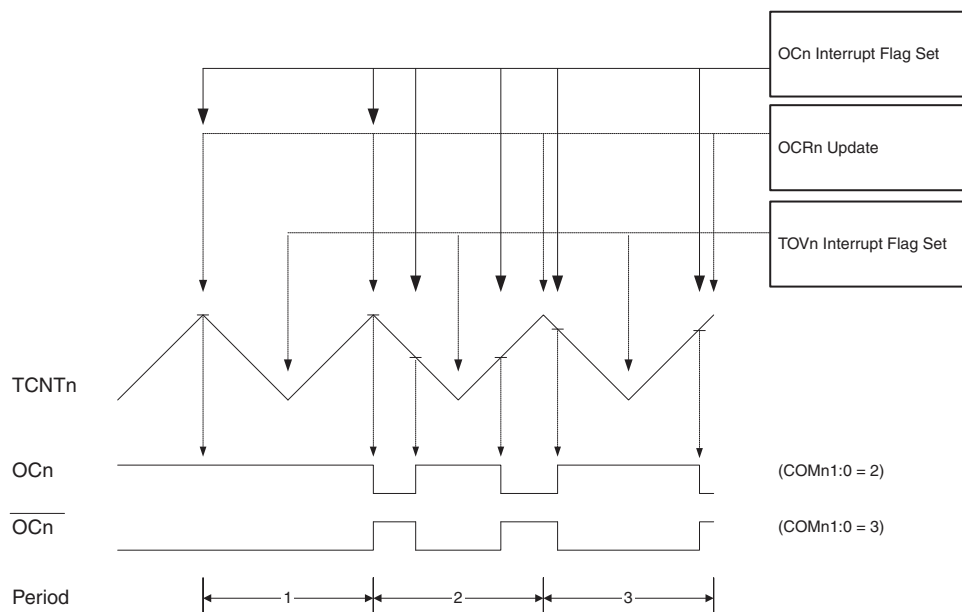 OCn Interrupt Flag Set
OCRn Update
TOVn Interrupt Flag Set
TCNTn
OCn
(COMn1:0 = 2)
OCn
(COMn1:0 = 3)
Period
1
2
3